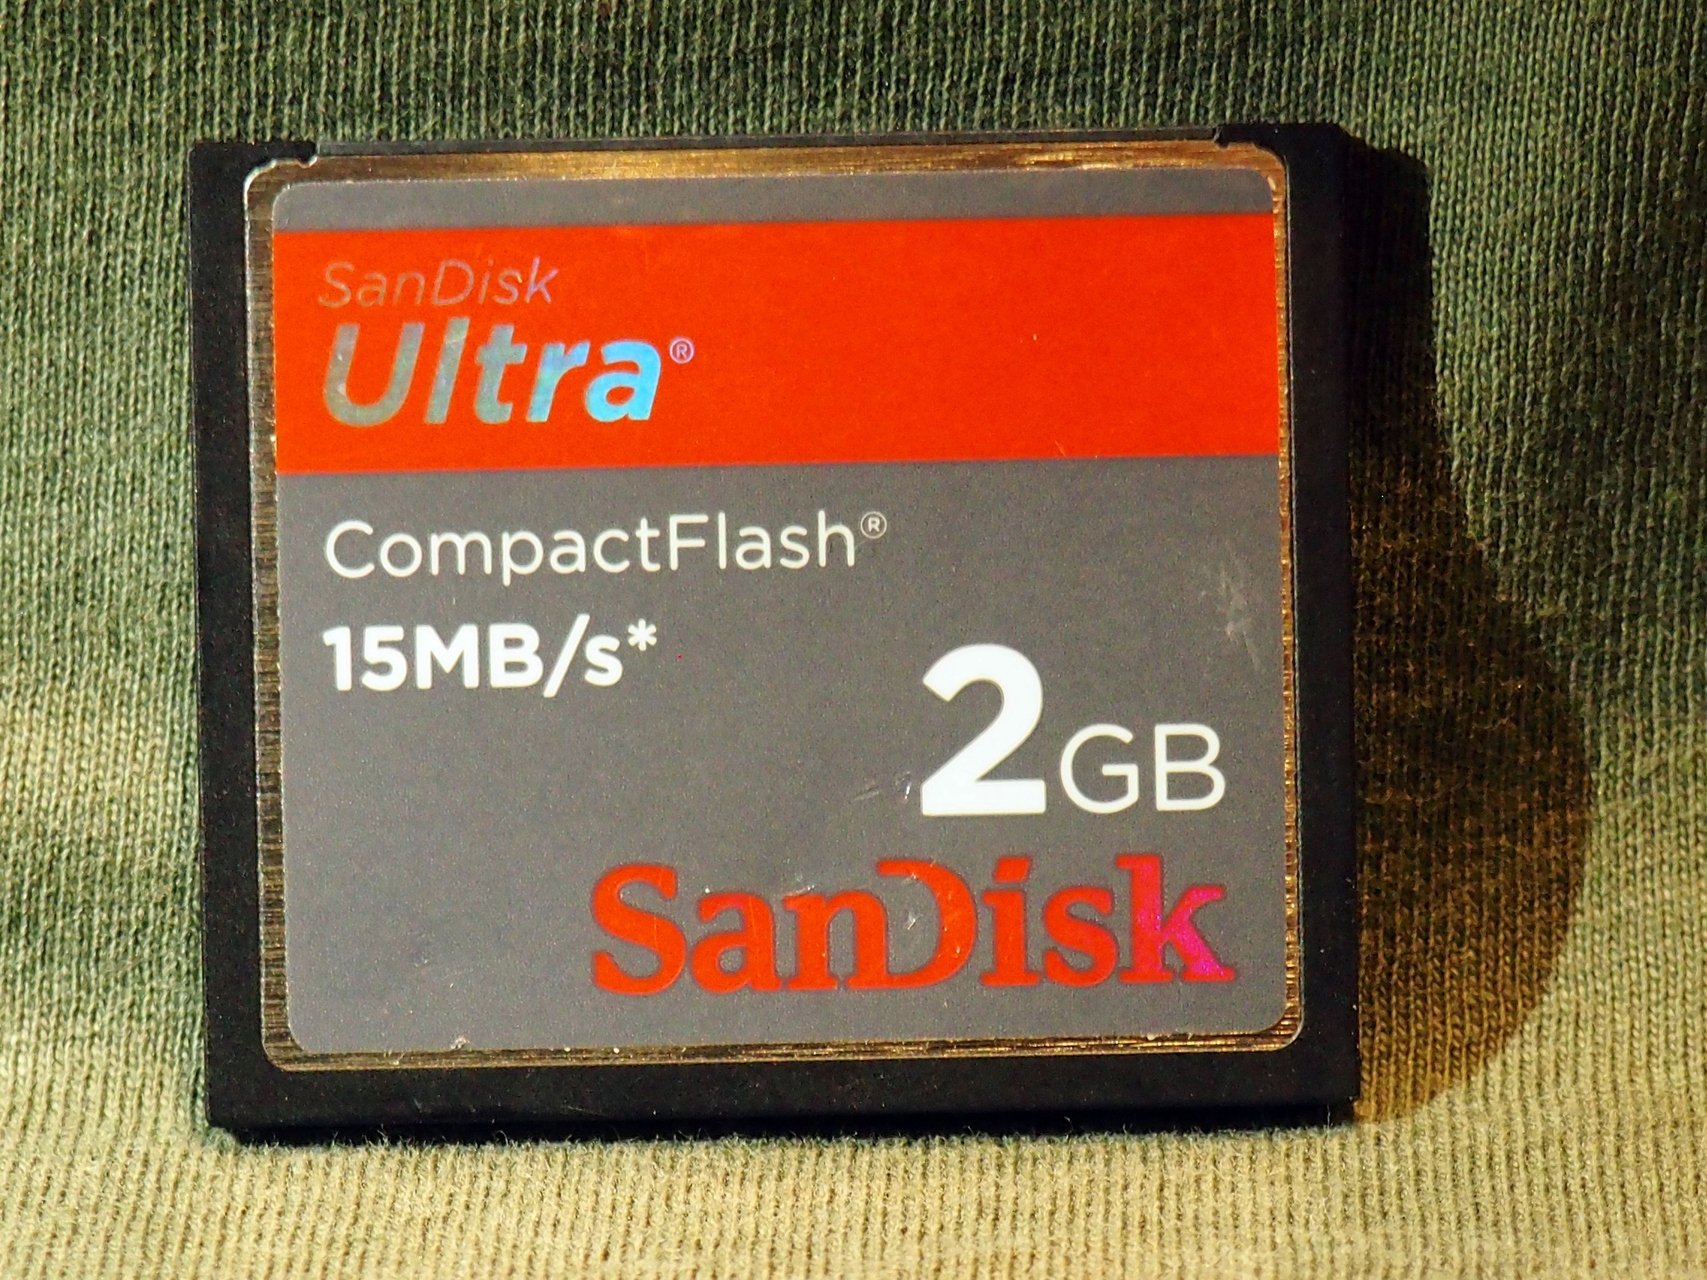 SanDisk
Ultra®
CompactFlash®
15MB/s*
2GB
SanDisk